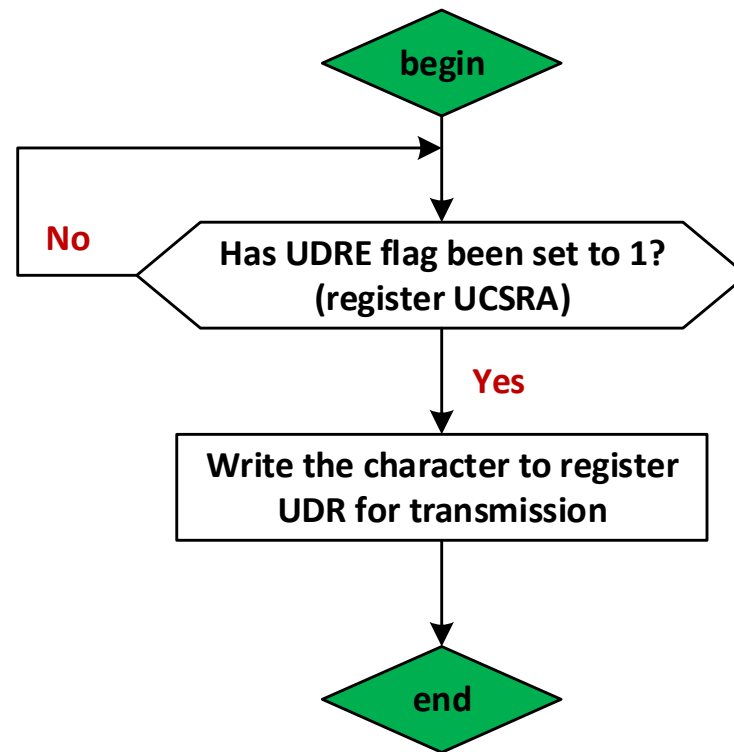 begin
No
Has UDRE flag been set to 1?
(register UCSRA)
Yes
Write the character to register
UDR for transmission
end